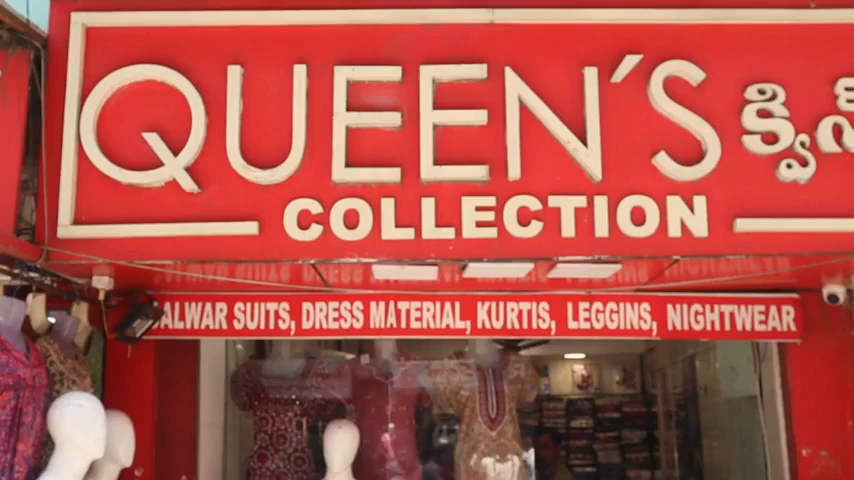 QUEEN'S క్వీన్
COLLECTION
ALWAR SUITS, DRESS MATERIAL, KURTIS, LEGGINS, NIGHTWEAR